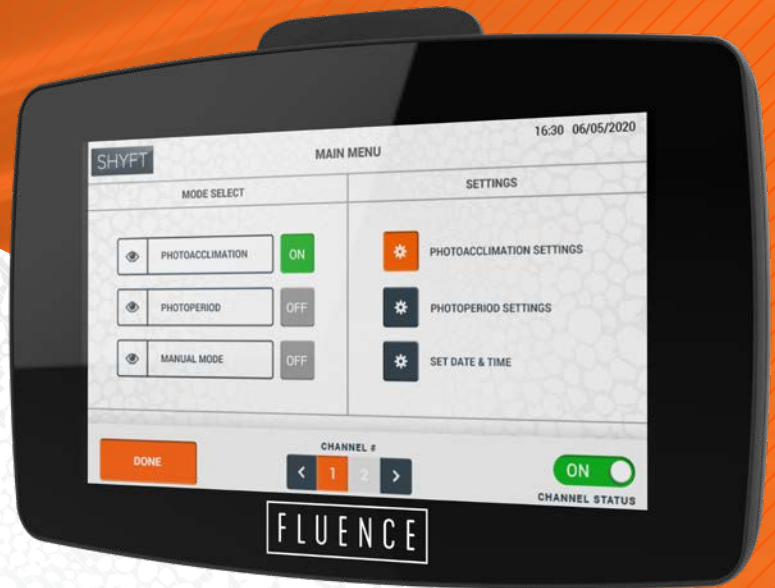 16:30 06/05/2020
SHYFT
MAIN MENU
MODE SELECT
SETTINGS
PHOTOACCLIMATION ON
PHOTOPERIOD OFF
MANUAL MODE OFF
PHOTOACCLIMATION SETTINGS
PHOTOPERIOD SETTINGS
SET DATE & TIME
DONE
CHANNEL #
< 1 2 >
ON
CHANNEL STATUS
FLUENCE